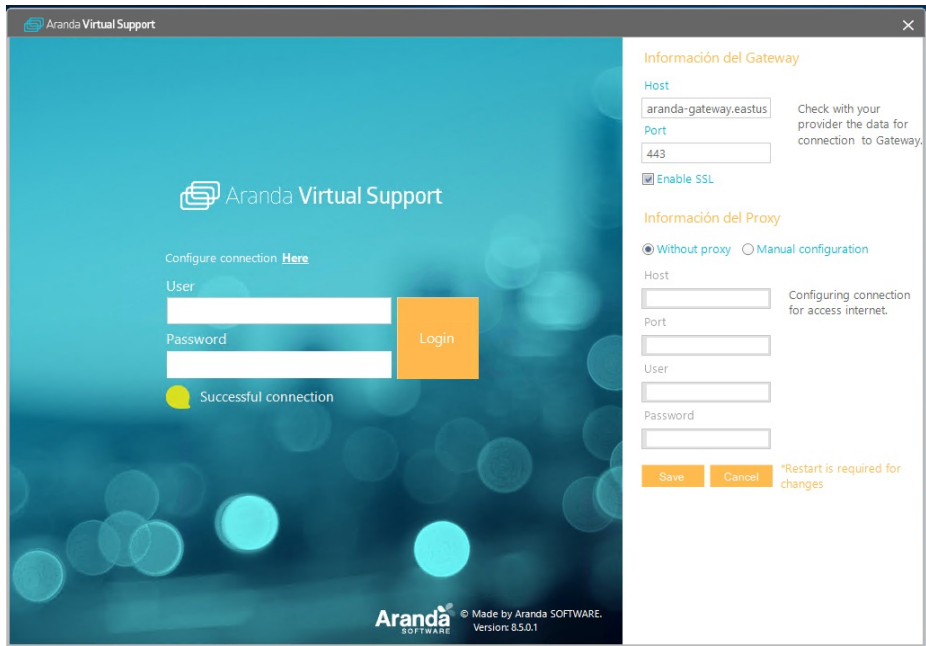 Aranda Virtual Support
Aranda Virtual Support
Configure connection Here
User
Password
Login
Successful connection
Aranda
SOFTWARE
© Made by Aranda SOFTWARE.
Version: 8.5.0.1
Información del Gateway
Host
aranda-gateway.eastus
Check with your
provider the data for
connection to Gateway.
Port
443
Enable SSL
Información del Proxy
Without proxy
Manual configuration
Host
Configuring connection
for access internet.
Port
User
Password
Save
Cancel
*Restart is required for
changes